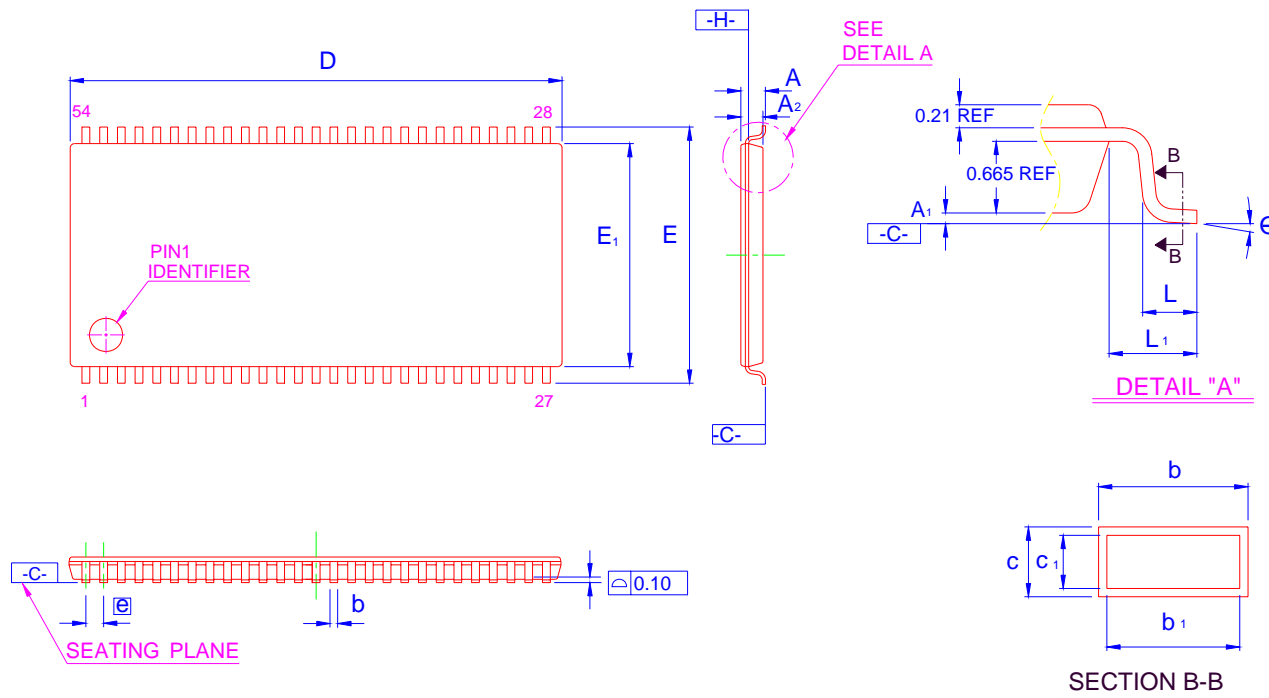 -H-
SEE
DETAIL A
D
A
A2
54
28
0.21 REF
B
0.665 REF
E1
E
A1
-C-
B
PIN1
IDENTIFIER
L
L1
1
27
DETAIL "A"
-C-
b
-C-
e
b
0.10
c
c1
b1
SEATING PLANE
SECTION B-B